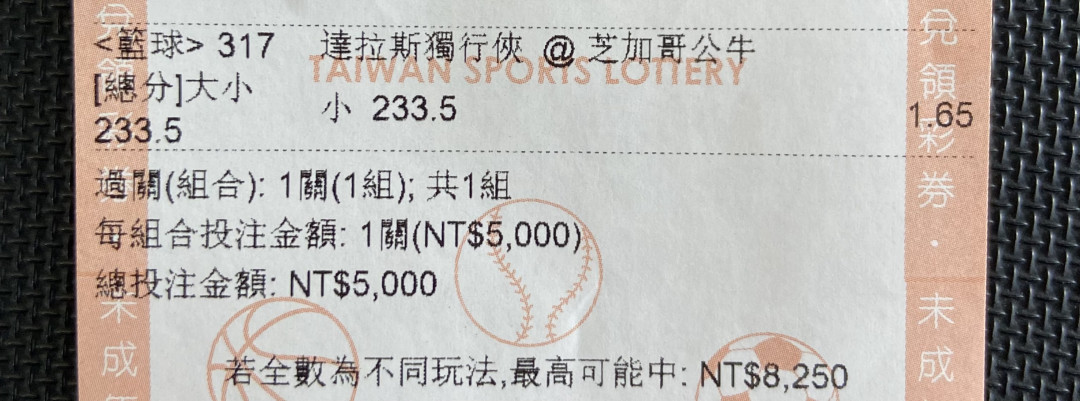 <籃球> 317 達拉斯獨行俠 @ 芝加哥公牛
TAIWAN SPORTS LOTTERY
[總分]大小
小 233.5
233.5
1.65
過關(組合): 1關(1組); 共1組
每組合投注金額: 1關(NT$5,000)
總投注金額: NT$5,000
若全數為不同玩法,最高可能中: NT$8,250
兌領彩券・未成
未成